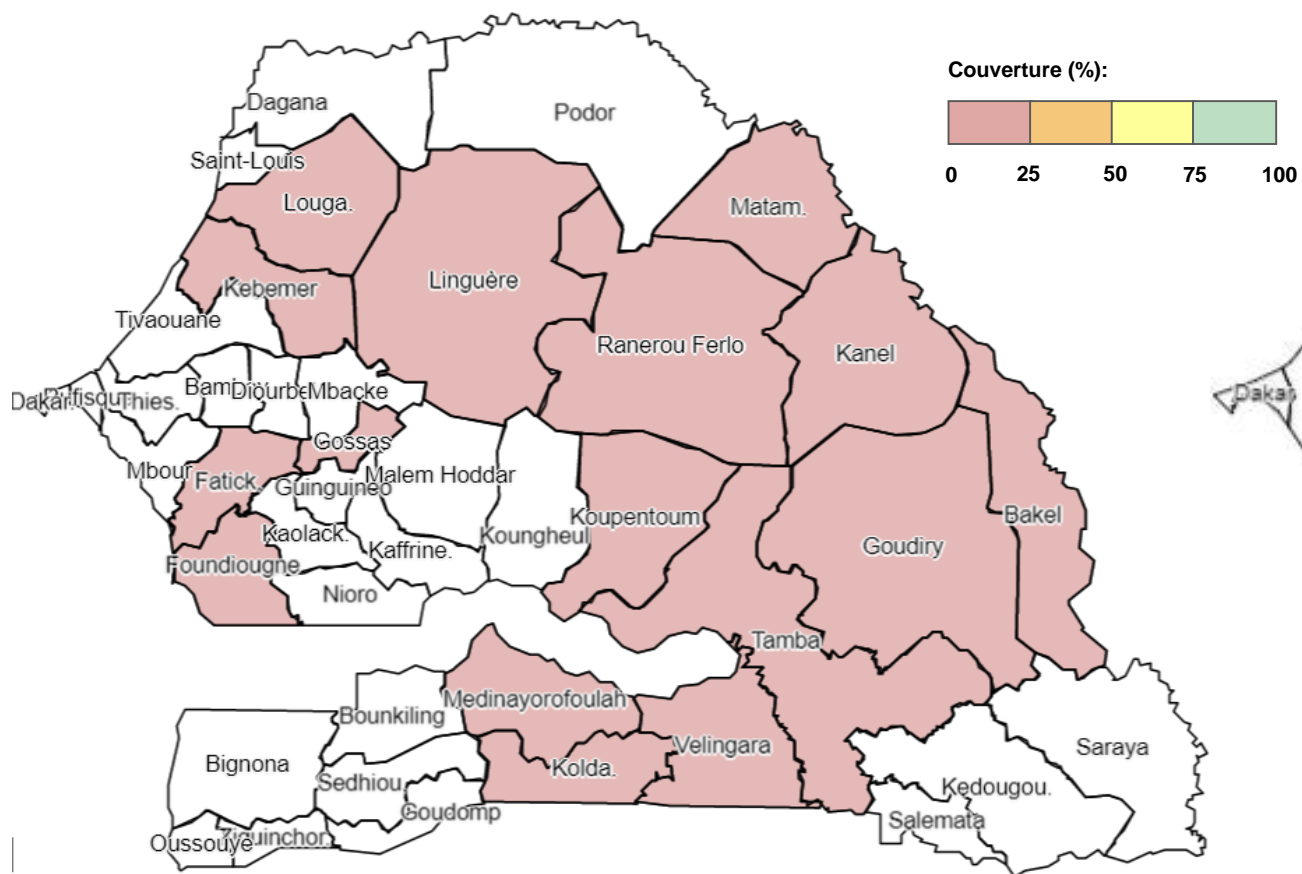 Couverture (%):
0 25 50 75 100
Dagana
Podor
Saint-Louis
Louga.
Matam.
Linguère
Kebemer
Tivaouane
Ranerou Ferlo
Kanel
Mbacke
Dakar.
Thies.
Dakar
Gossas
Mbour
Fatick.
Malem Hoddar
Guinguineo
Koupentoum
Bakel
Kaolack.
Koungheul
Kaffrine.
Goudiry
Foundiougne
Nioro
Tamba
Medinayorofoulah
Bounkiling
Velingara
Saraya
Bignona
Kolda.
Sedhiou.
Kedougou.
Goudomp
Salemata
Oussouye
Ziguinchor.